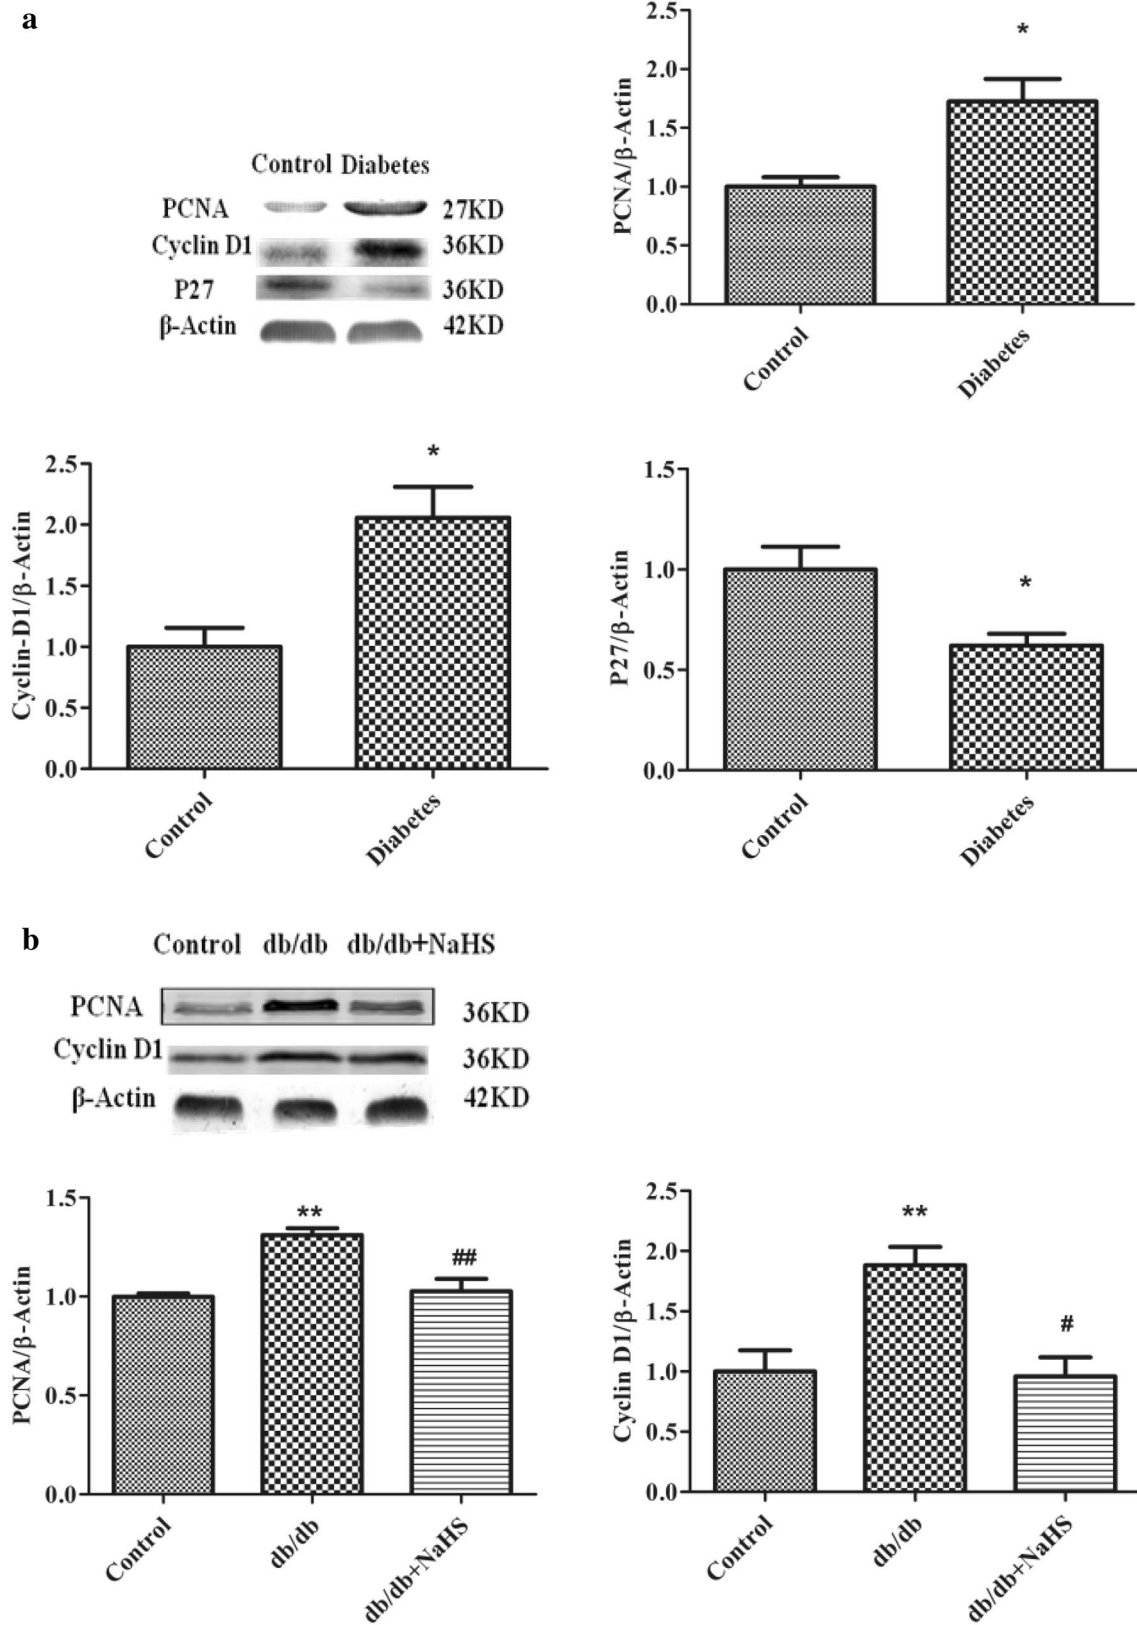 a
Control Diabetes
PCNA 27KD
Cyclin D1 36KD
P27 36KD
β-Actin 42KD
PCNA/β-Actin
2.5
2.0
1.5
1.0
0.5
0.0
*
Control
Diabetes
Cyclin-D1/β-Actin
2.5
2.0
1.5
1.0
0.5
0.0
*
Control
Diabetes
P27/β-Actin
1.5
1.0
0.5
0.0
*
Control
Diabetes
b
Control db/db db/db+NaHS
PCNA 36KD
Cyclin D1 36KD
β-Actin 42KD
PCNA/β-Actin
1.5
1.0
0.5
0.0
**
##
Control
db/db
db/db+NaHS
Cyclin D1/β-Actin
2.5
2.0
1.5
1.0
0.5
0.0
**
#
Control
db/db
db/db+NaHS